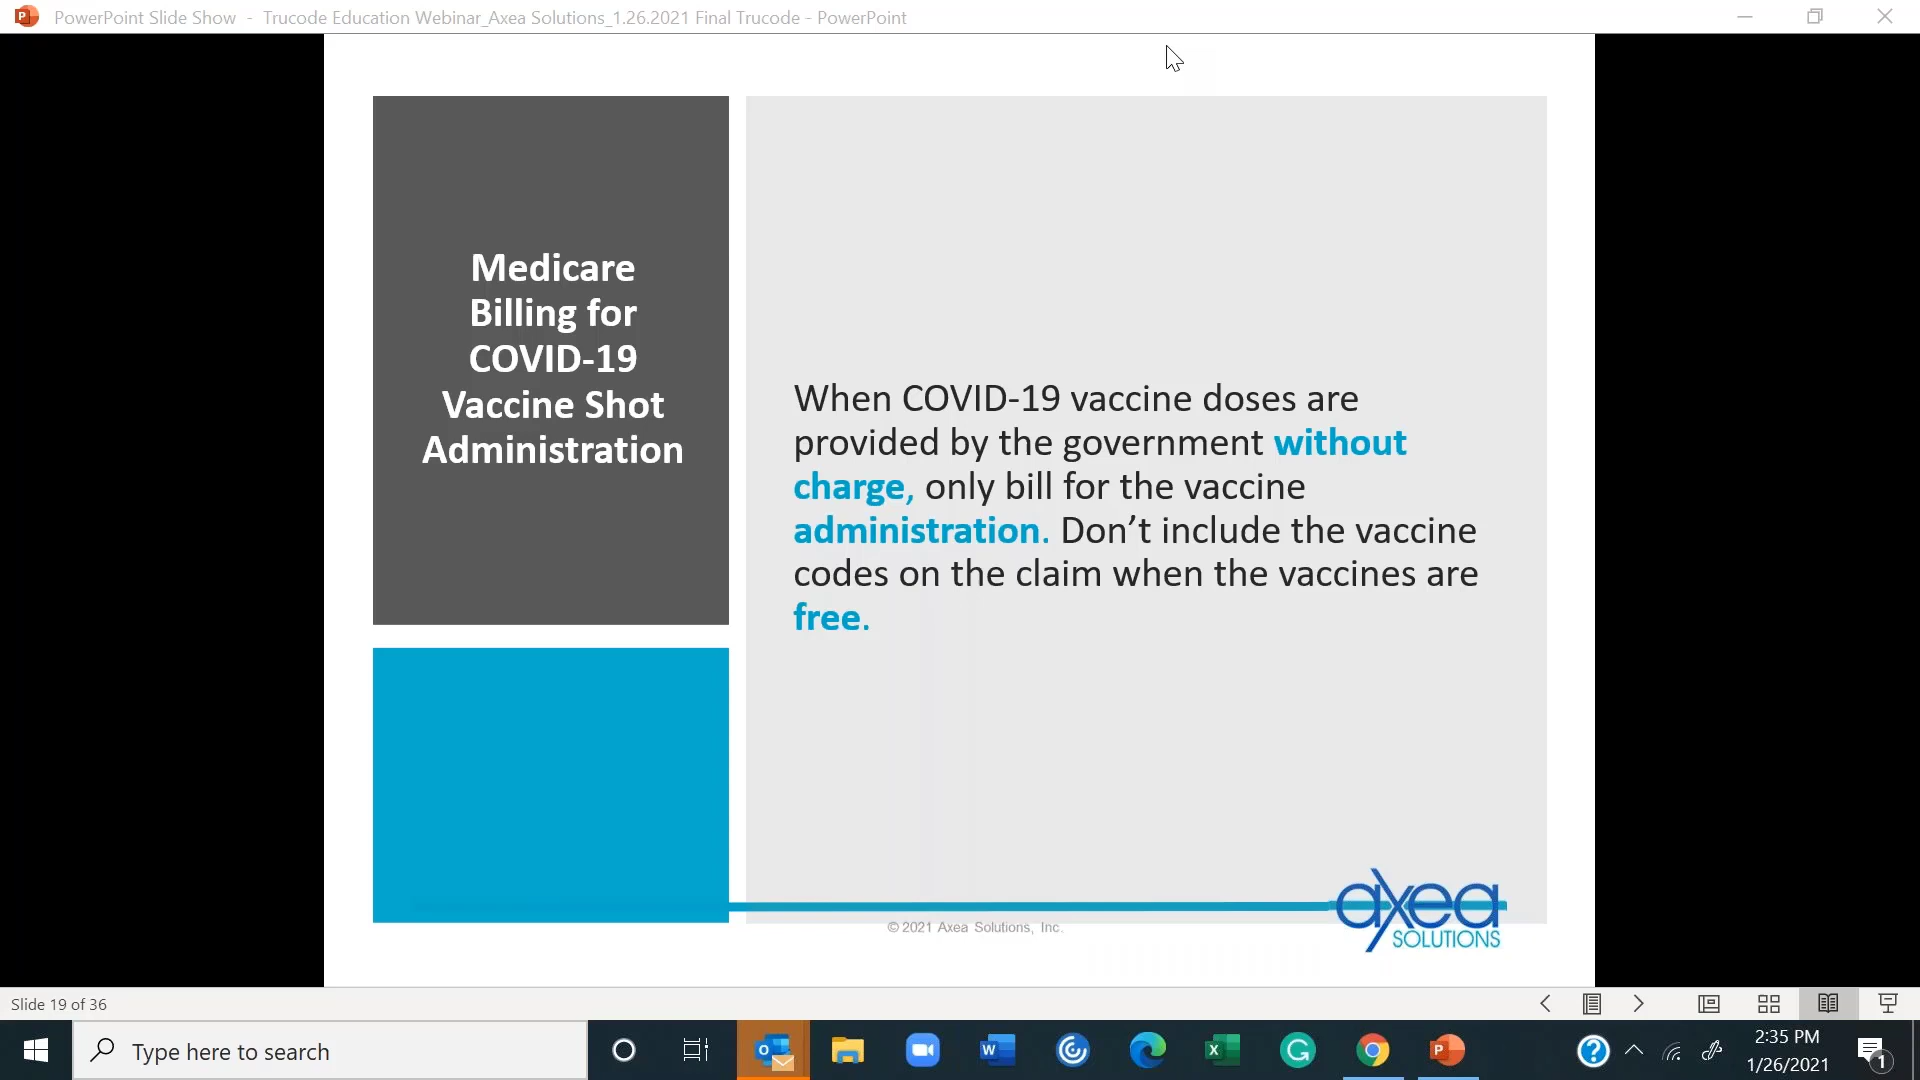 PowerPoint Slide Show - Trucode Education Webinar_Axea Solutions_1.26.2021 Final Trucode - PowerPoint
Medicare
Billing for
COVID-19
Vaccine Shot
Administration
When COVID-19 vaccine doses are
provided by the government without
charge, only bill for the vaccine
administration. Don’t include the vaccine
codes on the claim when the vaccines are
free.
axea
SOLUTIONS
© 2021 Axea Solutions, Inc.
Slide 19 of 36
Type here to search
2:35 PM
1/26/2021
1